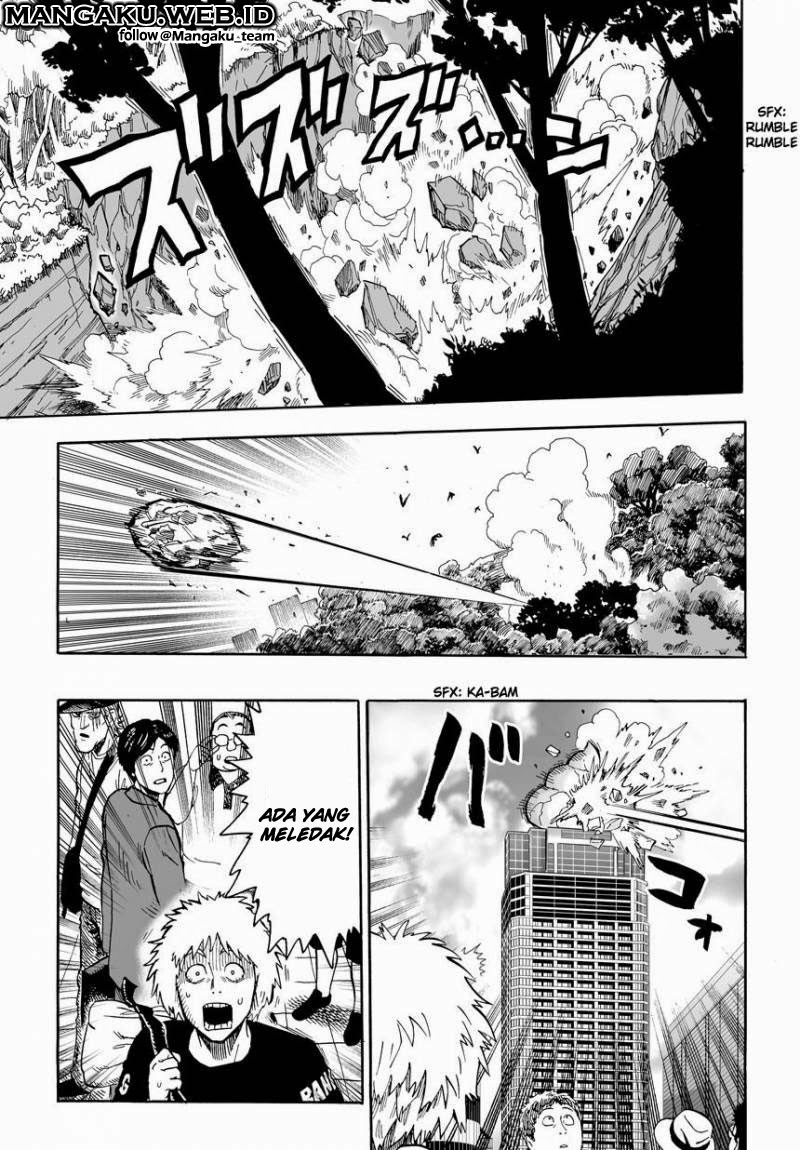 MANGAKU.WEB.ID
follow @Mangaku_team
ズズズ...ン
SFX:
RUMBLE
RUMBLE
SFX: KA-BAM
バ
コォ
ADA YANG
MELEDAK!